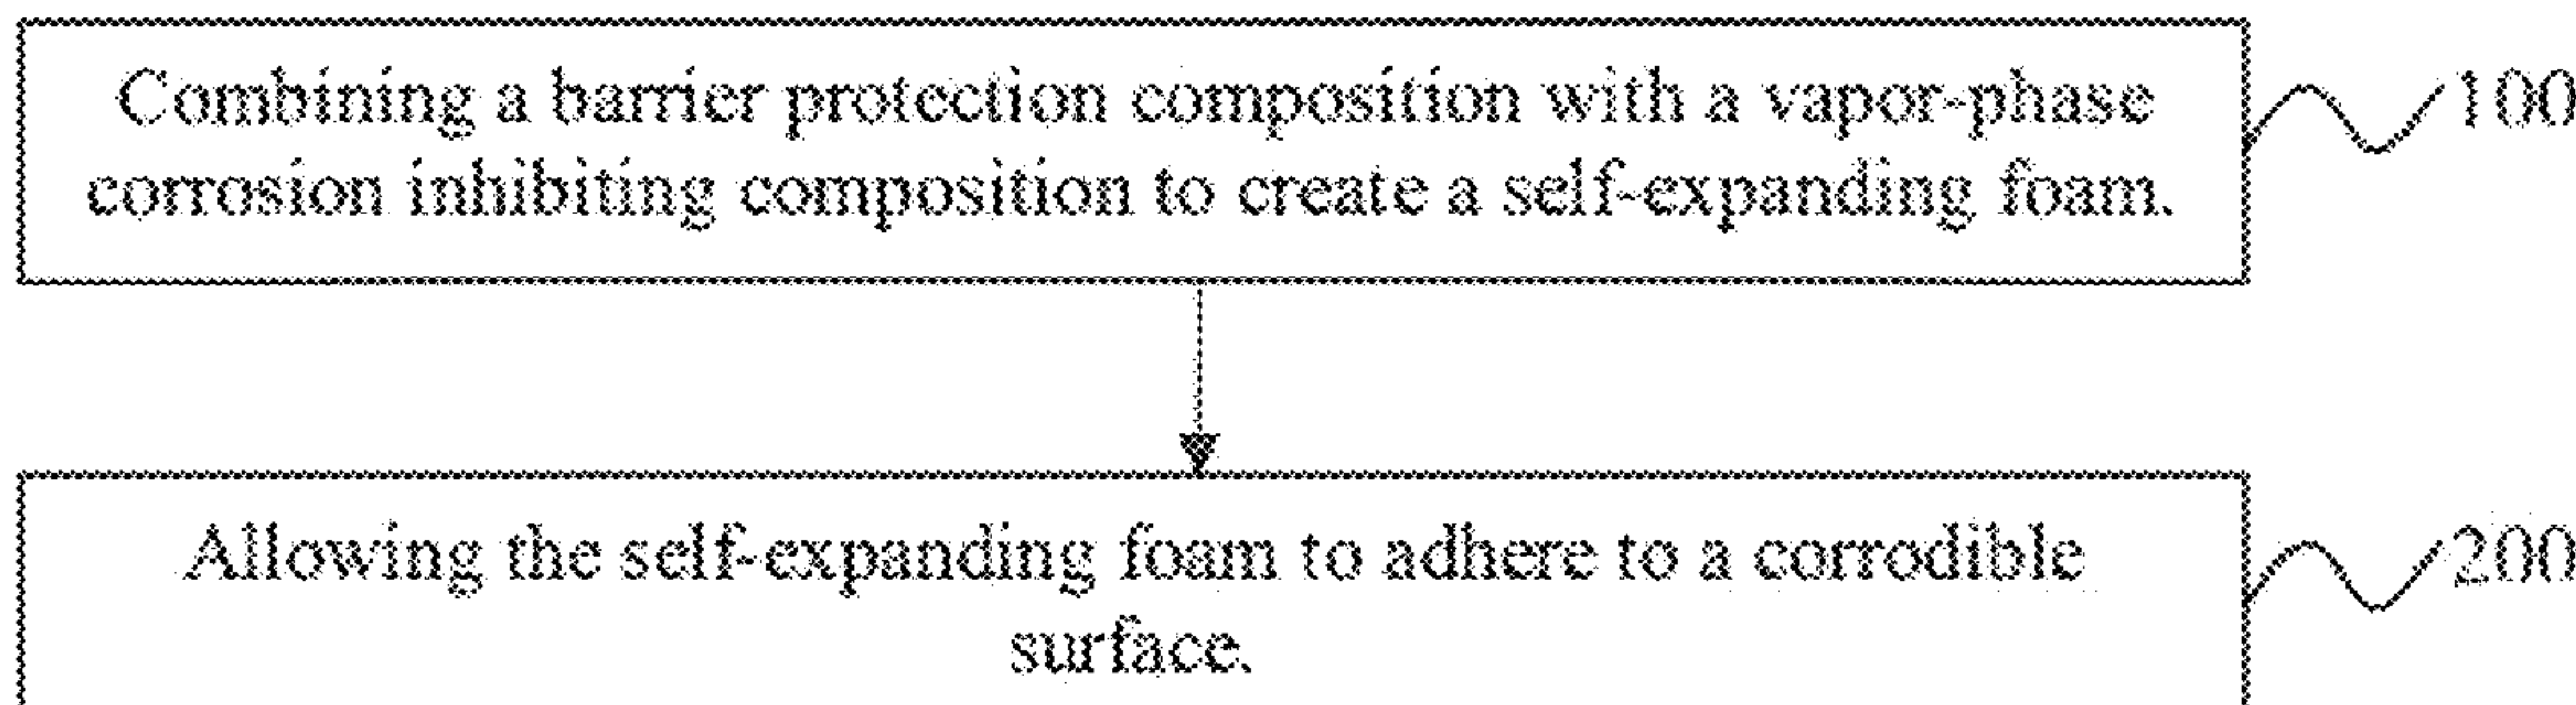 Combining a barrier protection composition with a vapor-phase
100
corrosion inhibiting composition to create a self-expanding foam.
Allowing the self-expanding foam to adhere to a corrodible
200
surface.